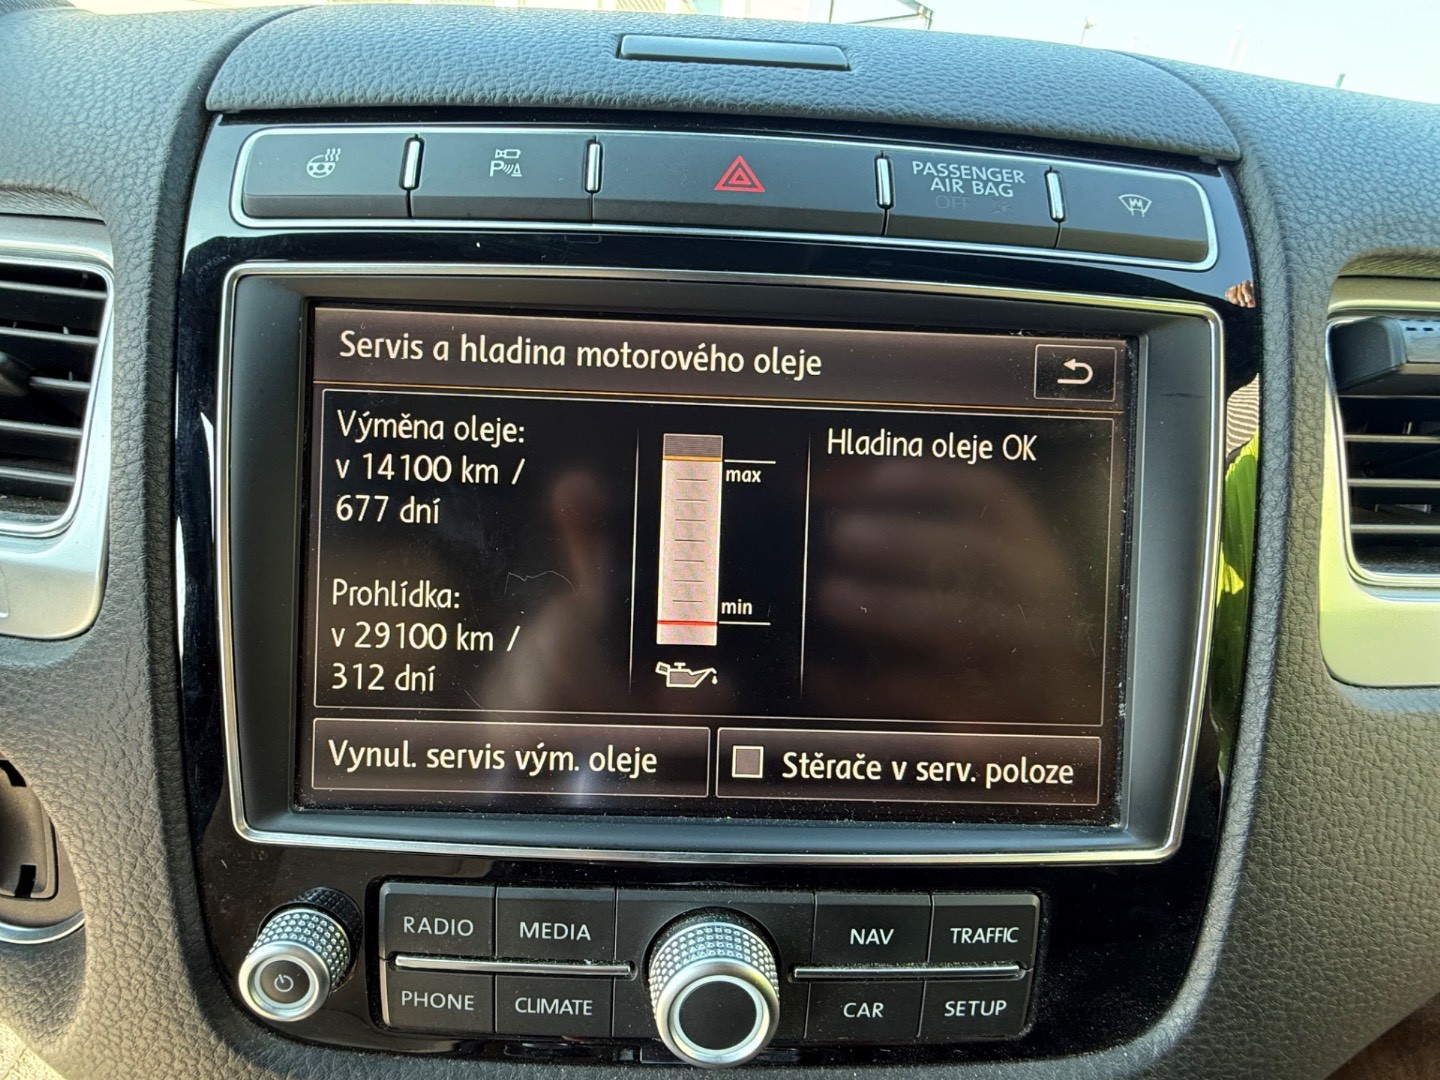 PASSENGER
AIR BAG
OFF
Servis a hladina motorového oleje
Výměna oleje:
v 14100 km /
677 dní
Prohlídka:
v 29100 km /
312 dní
max
min
Hladina oleje OK
Vynul. servis vým. oleje
Stěrače v serv. poloze
RADIO
MEDIA
NAV
TRAFFIC
PHONE
CLIMATE
CAR
SETUP